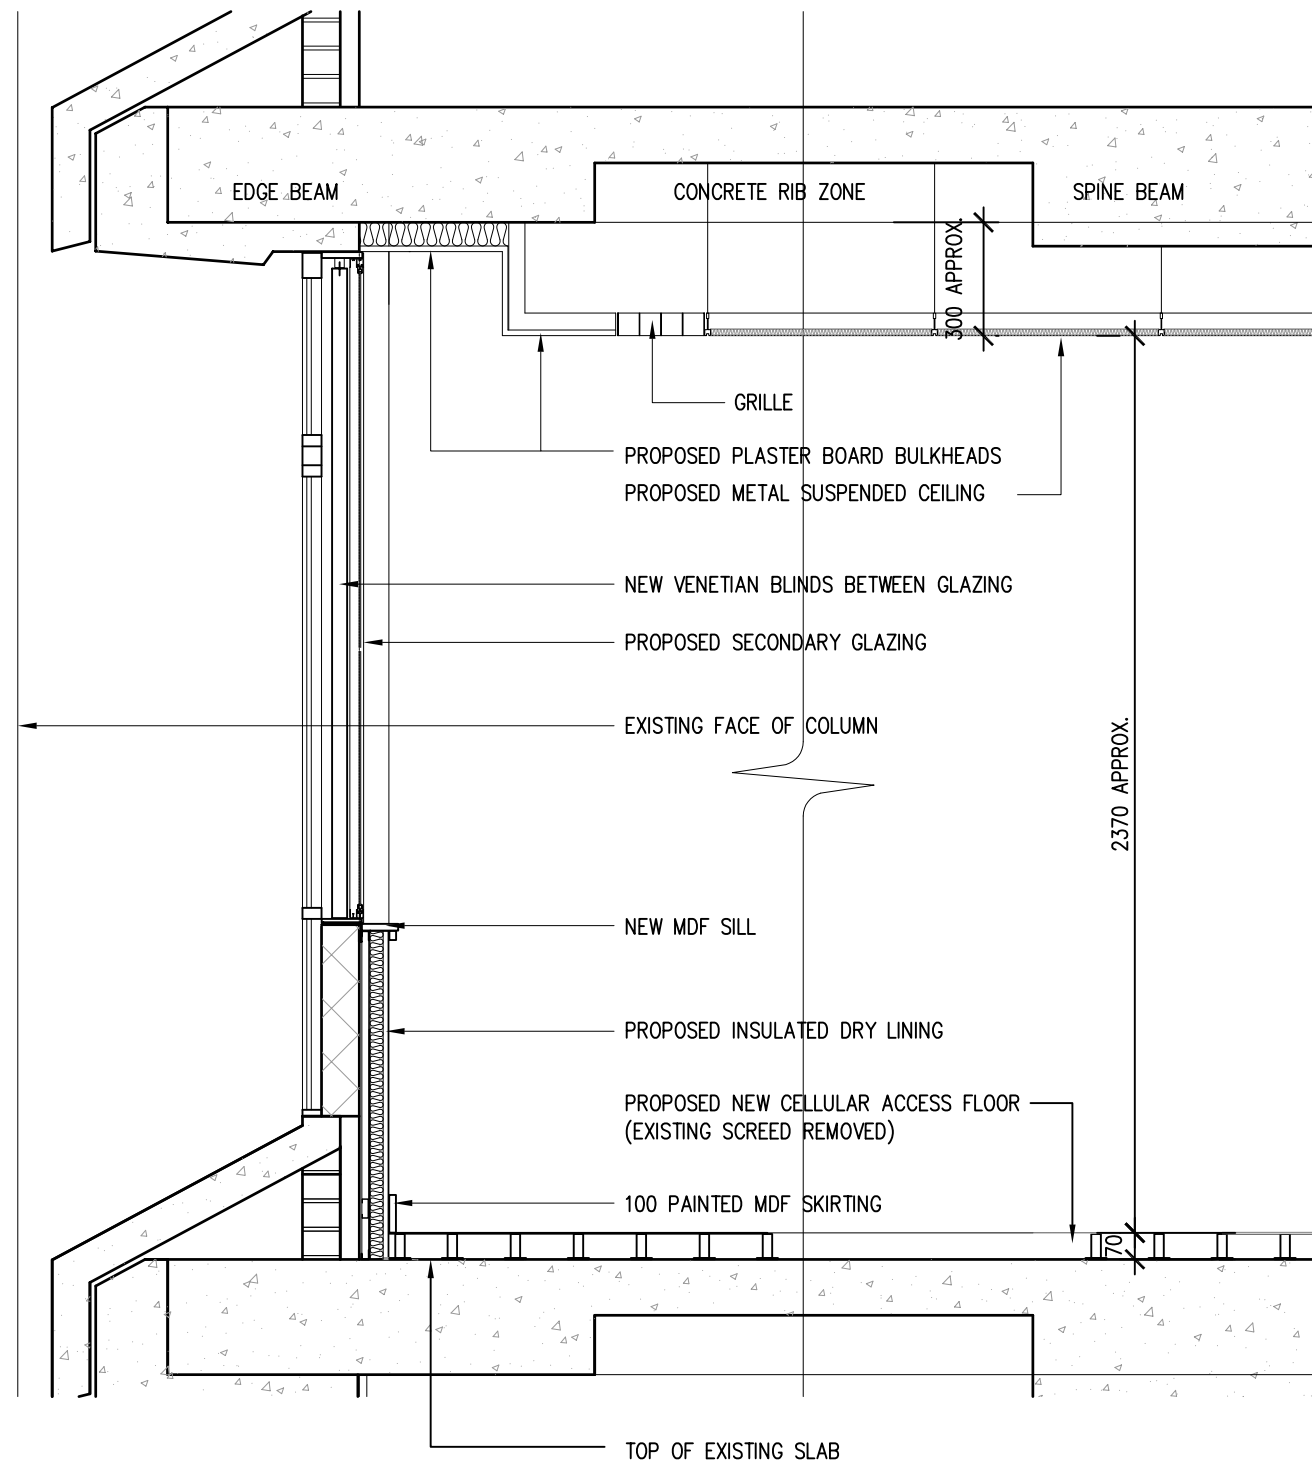 EDGE BEAM
CONCRETE RIB ZONE
SPINE BEAM
300 APPROX.
GRILLE
PROPOSED PLASTER BOARD BULKHEADS
PROPOSED METAL SUSPENDED CEILING
NEW VENETIAN BLINDS BETWEEN GLAZING
PROPOSED SECONDARY GLAZING
EXISTING FACE OF COLUMN
2370 APPROX.
NEW MDF SILL
PROPOSED INSULATED DRY LINING
PROPOSED NEW CELLULAR ACCESS FLOOR
(EXISTING SCREED REMOVED)
100 PAINTED MDF SKIRTING
70
TOP OF EXISTING SLAB